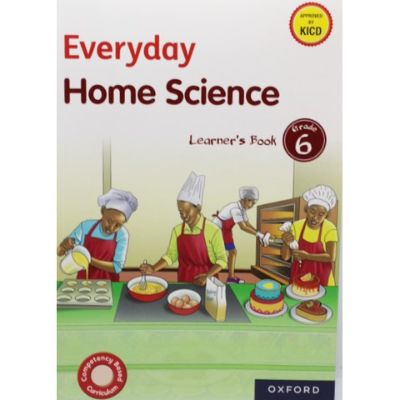 APPROVED BY
KICD
Everyday
Home Science
Learner's Book
Grade
6
Competency Based
Curriculum
OXFORD